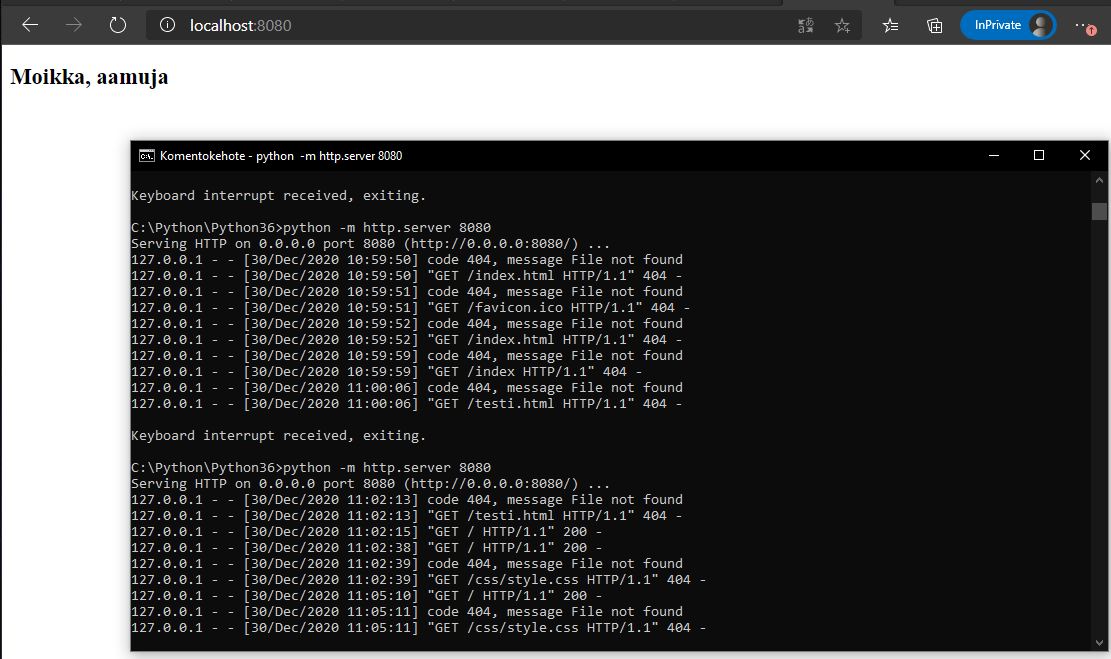 localhost:8080
InPrivate
Moikka, aamuja
Komentokehote - python -m http.server 8080
Keyboard interrupt received, exiting.
C:\Python\Python36>python -m http.server 8080
Serving HTTP on 0.0.0.0 port 8080 (http://0.0.0.0:8080/) ...
127.0.0.1 - - [30/Dec/2020 10:59:50] code 404, message File not found
127.0.0.1 - - [30/Dec/2020 10:59:50] "GET /index.html HTTP/1.1" 404 -
127.0.0.1 - - [30/Dec/2020 10:59:51] code 404, message File not found
127.0.0.1 - - [30/Dec/2020 10:59:51] "GET /favicon.ico HTTP/1.1" 404 -
127.0.0.1 - - [30/Dec/2020 10:59:52] code 404, message File not found
127.0.0.1 - - [30/Dec/2020 10:59:52] "GET /index.html HTTP/1.1" 404 -
127.0.0.1 - - [30/Dec/2020 10:59:59] code 404, message File not found
127.0.0.1 - - [30/Dec/2020 10:59:59] "GET /index HTTP/1.1" 404 -
127.0.0.1 - - [30/Dec/2020 11:00:06] code 404, message File not found
127.0.0.1 - - [30/Dec/2020 11:00:06] "GET /testi.html HTTP/1.1" 404 -
Keyboard interrupt received, exiting.
C:\Python\Python36>python -m http.server 8080
Serving HTTP on 0.0.0.0 port 8080 (http://0.0.0.0:8080/) ...
127.0.0.1 - - [30/Dec/2020 11:02:13] code 404, message File not found
127.0.0.1 - - [30/Dec/2020 11:02:13] "GET /testi.html HTTP/1.1" 404 -
127.0.0.1 - - [30/Dec/2020 11:02:15] "GET / HTTP/1.1" 200 -
127.0.0.1 - - [30/Dec/2020 11:02:38] "GET / HTTP/1.1" 200 -
127.0.0.1 - - [30/Dec/2020 11:02:39] code 404, message File not found
127.0.0.1 - - [30/Dec/2020 11:02:39] "GET /css/style.css HTTP/1.1" 404 -
127.0.0.1 - - [30/Dec/2020 11:05:10] "GET / HTTP/1.1" 200 -
127.0.0.1 - - [30/Dec/2020 11:05:11] code 404, message File not found
127.0.0.1 - - [30/Dec/2020 11:05:11] "GET /css/style.css HTTP/1.1" 404 -